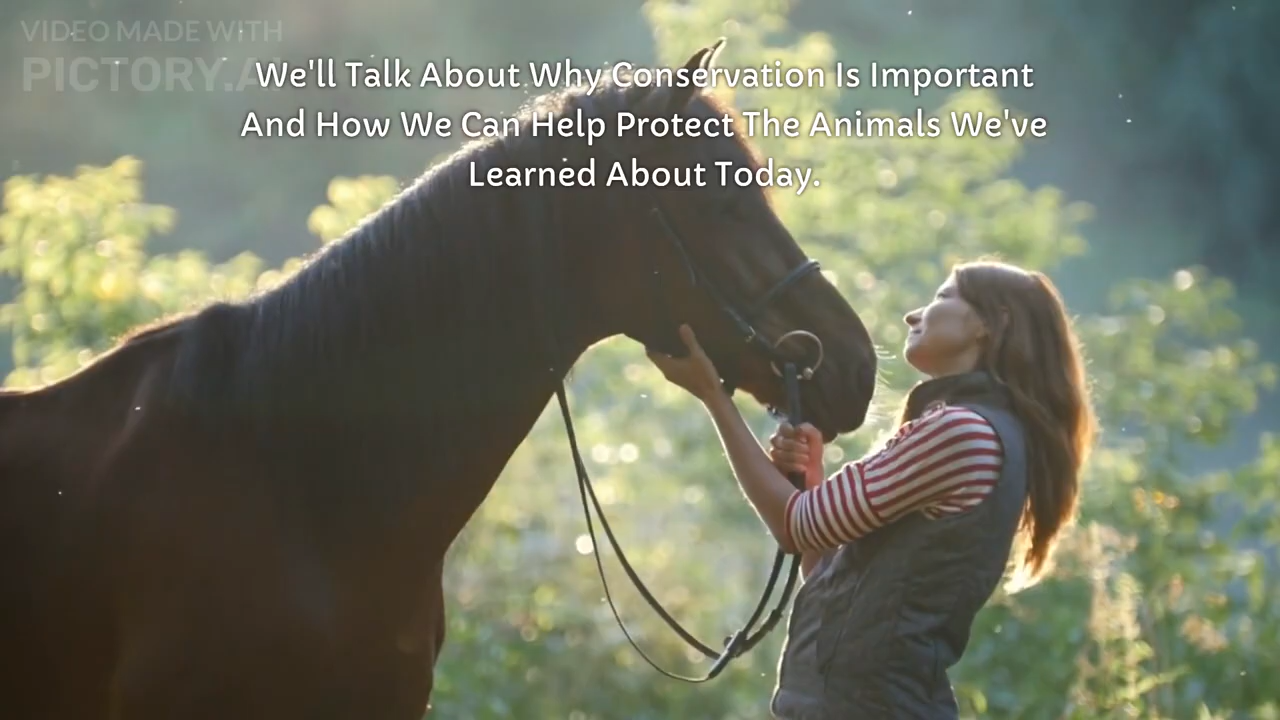 VIDEO MADE WITH
PICTORY.A
We'll Talk About Why Conservation Is Important
And How We Can Help Protect The Animals We've
Learned About Today.